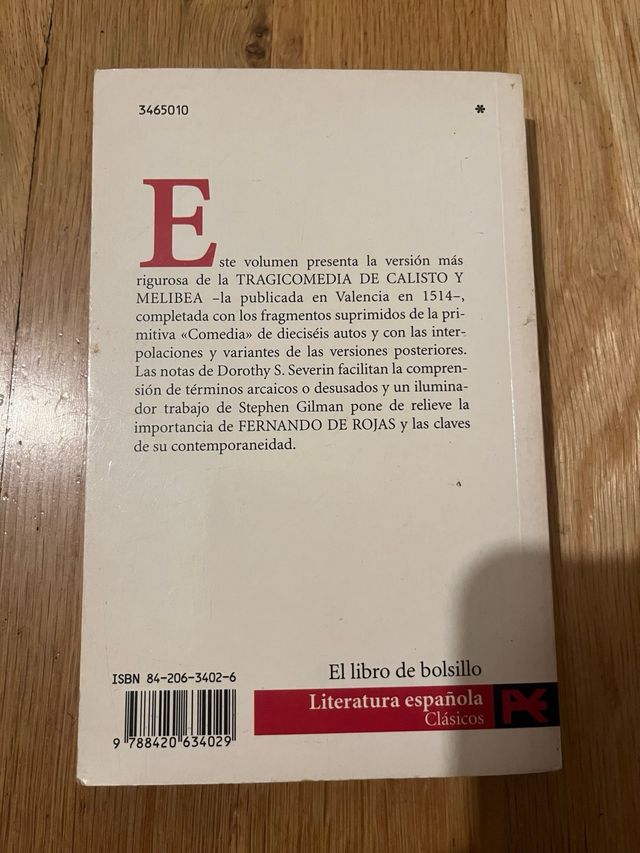 3465010 *
Este volumen presenta la versión más
rigurosa de la TRAGICOMEDIA DE CALISTO Y
MELIBEA –la publicada en Valencia en 1514–,
completada con los fragmentos suprimidos de la pri-
mitiva «Comedia» de dieciséis autos y con las inter-
polaciones y variantes de las versiones posteriores.
Las notas de Dorothy S. Severin facilitan la compren-
sión de términos arcaicos o desusados y un ilumina-
dor trabajo de Stephen Gilman pone de relieve la
importancia de FERNANDO DE ROJAS y las claves
de su contemporaneidad.
ISBN 84-206-3402-6
9 788420 634029
El libro de bolsillo
Literatura española
Clásicos
AE